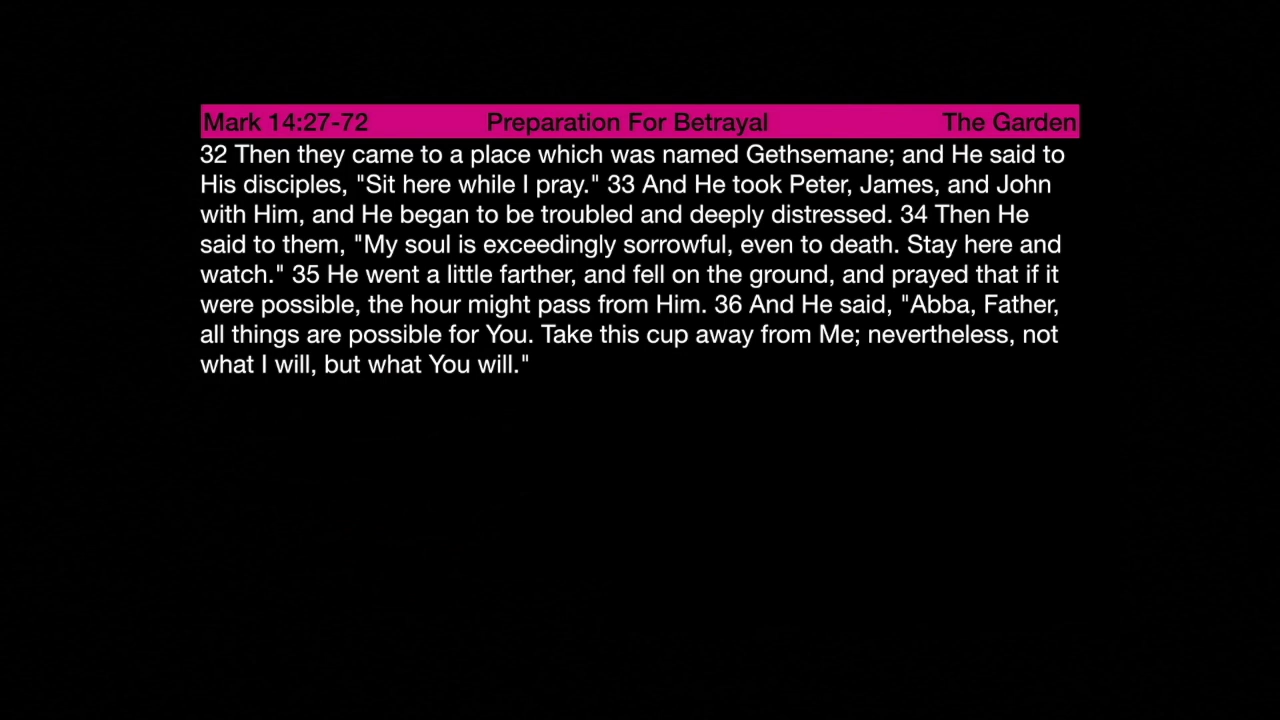 Mark 14:27-72 Preparation For Betrayal The Garden
32 Then they came to a place which was named Gethsemane; and He said to
His disciples, "Sit here while I pray." 33 And He took Peter, James, and John
with Him, and He began to be troubled and deeply distressed. 34 Then He
said to them, "My soul is exceedingly sorrowful, even to death. Stay here and
watch." 35 He went a little farther, and fell on the ground, and prayed that if it
were possible, the hour might pass from Him. 36 And He said, "Abba, Father,
all things are possible for You. Take this cup away from Me; nevertheless, not
what I will, but what You will."